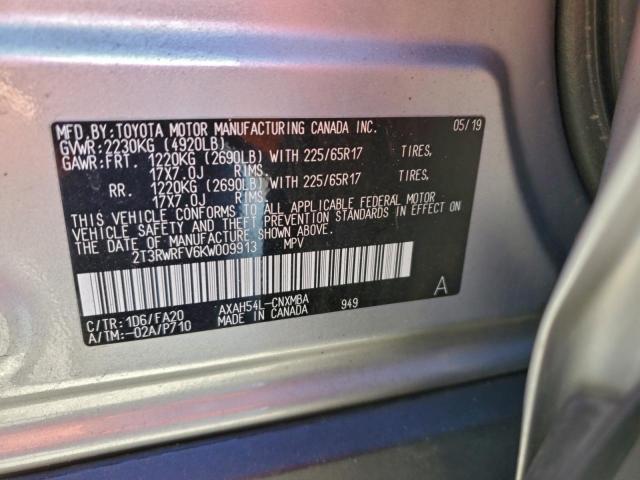 MFD.BY:TOYOTA MOTOR MANUFACTURING CANADA INC. 05/19
GVWR:2230KG (4920LB)
GAWR:FRT. 1220KG (2690LB) WITH 225/65R17 TIRES,
17X7.0J RIMS,
RR. 1220KG (2690LB) WITH 225/65R17 TIRES,
17X7.0J RIMS,
THIS VEHICLE CONFORMS TO ALL APPLICABLE FEDERAL MOTOR
VEHICLE SAFETY AND THEFT PREVENTION STANDARDS IN EFFECT ON
THE DATE OF MANUFACTURE SHOWN ABOVE.
2T3RWRFV6KW009913 MPV
A
C/TR:1D6/FA20 AXAH54L-CNXMBA 949
A/TM:-02A/P710 MADE IN CANADA